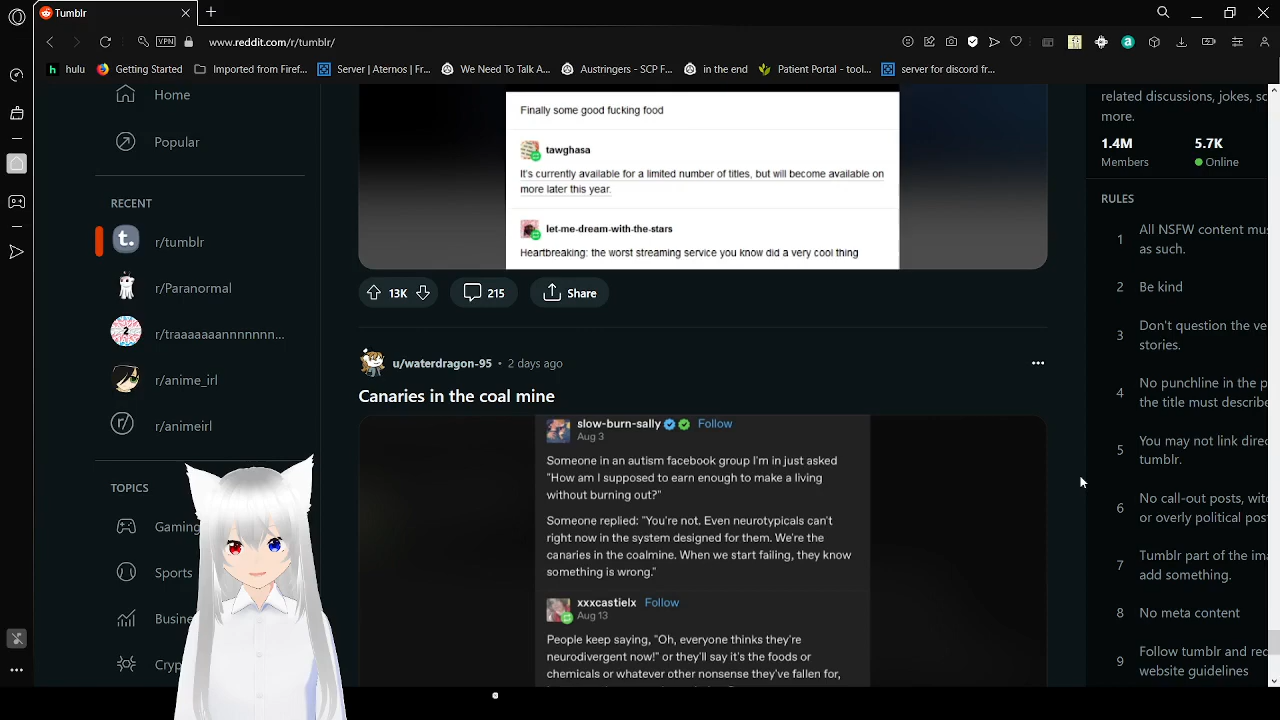 Tumblr
VPN
www.reddit.com/r/tumblr/
h hulu
Getting Started
Imported from Firef...
Server | Aternos | Fr...
We Need To Talk A...
Austringers - SCP F...
in the end
Patient Portal - tool...
server for discord fr...
Home
Popular
RECENT
t. r/tumblr
r/Paranormal
2 r/traaaaaaannnnnn...
r/anime_irl
r/ r/animeirl
TOPICS
Gaming
Sports
Busine
Cryp
Finally some good fucking food
tawghasa
It's currently available for a limited number of titles, but will become available on
more later this year.
let-me-dream-with-the-stars
Heartbreaking: the worst streaming service you know did a very cool thing
13K
215
Share
u/waterdragon-95 • 2 days ago
Canaries in the coal mine
slow-burn-sally Follow
Aug 3
Someone in an autism facebook group I'm in just asked
"How am I supposed to earn enough to make a living
without burning out?"
Someone replied: "You're not. Even neurotypicals can't
right now in the system designed for them. We're the
canaries in the coalmine. When we start failing, they know
something is wrong."
xxxcastielx Follow
Aug 13
People keep saying, "Oh, everyone thinks they're
neurodivergent now!" or they'll say it's the foods or
chemicals or whatever other nonsense they've fallen for,
related discussions, jokes, sc
more.
1.4M 5.7K
Members Online
RULES
1 All NSFW content mus
as such.
2 Be kind
3 Don't question the ve
stories.
4 No punchline in the p
the title must describe
5 You may not link direc
tumblr.
6 No call-out posts, witc
or overly political post
7 Tumblr part of the ima
add something.
8 No meta content
9 Follow tumblr and red
website guidelines